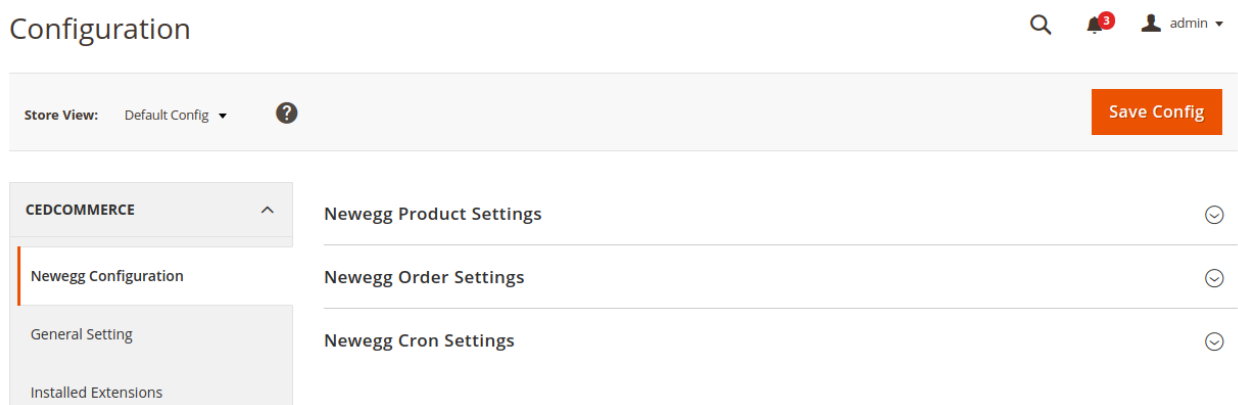 Configuration
3
admin
Store View: Default Config ?
Save Config
CEDCOMMERCE
Newegg Configuration
General Setting
Installed Extensions
Newegg Product Settings
Newegg Order Settings
Newegg Cron Settings